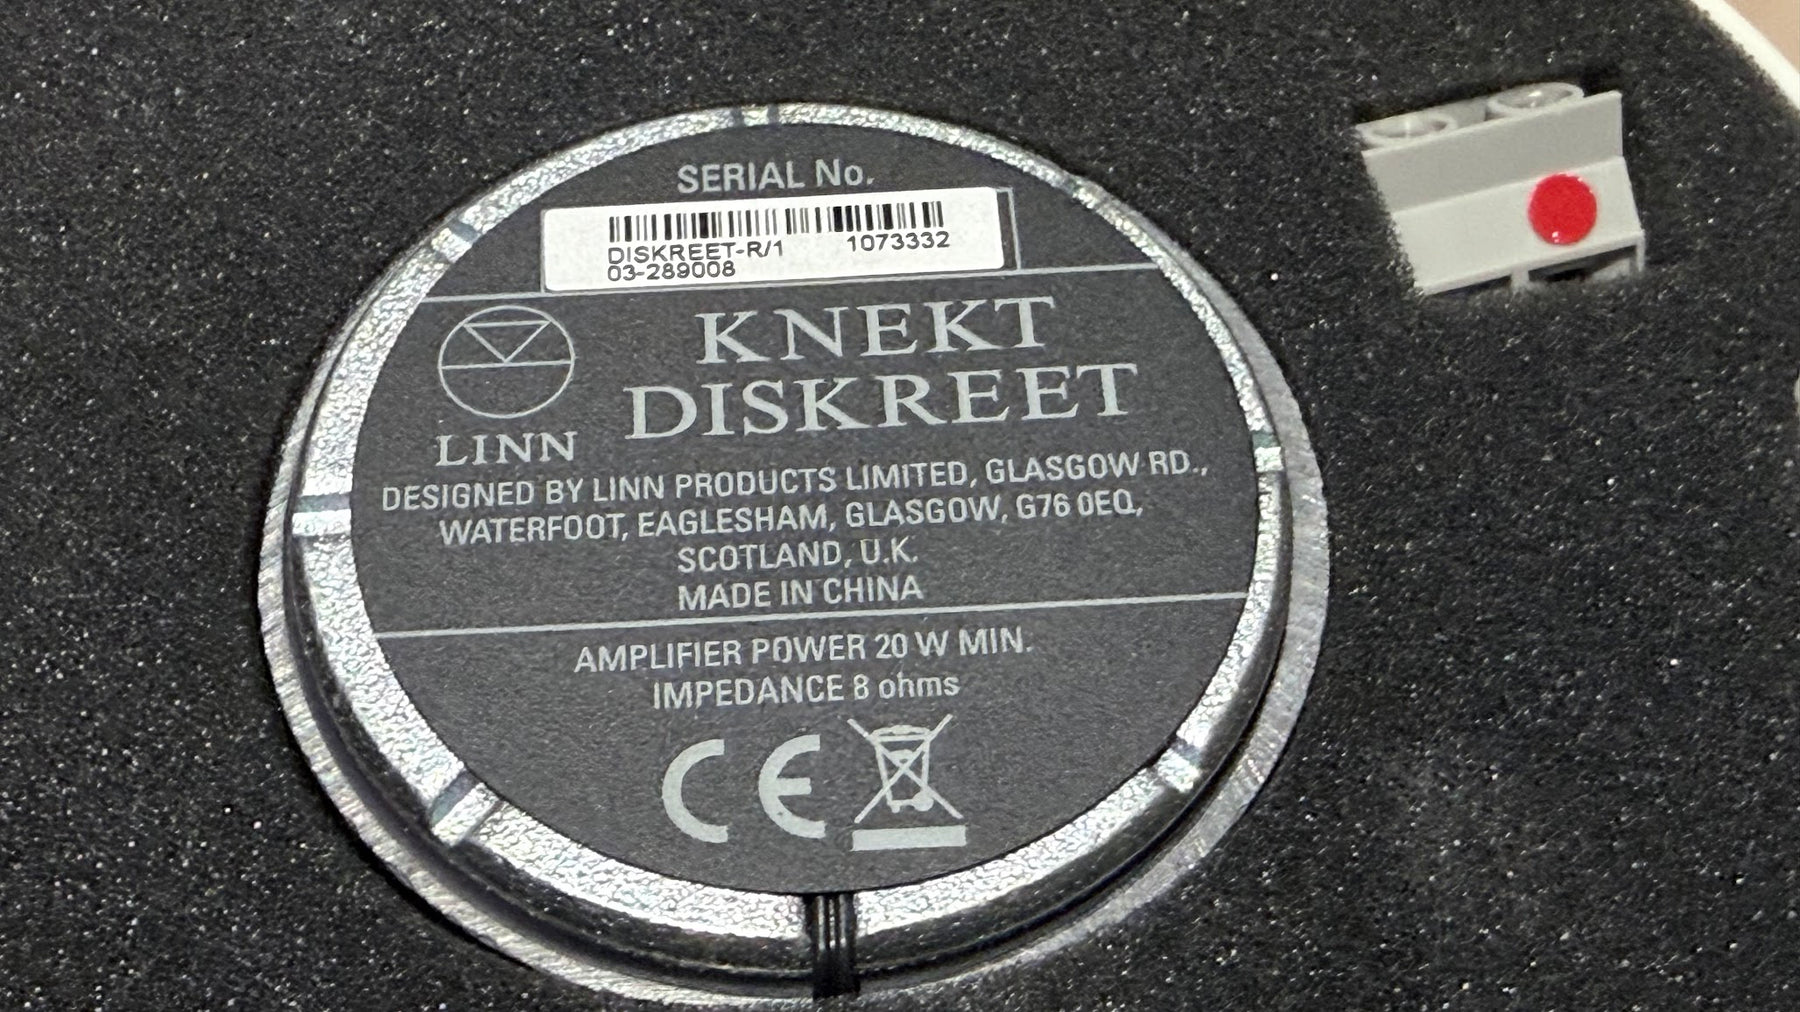 SERIAL No.
DISKREET-R/1 1073332
03-289008
KNEKT
DISKREET
LINN
DESIGNED BY LINN PRODUCTS LIMITED, GLASGOW RD.,
WATERFOOT, EAGLESHAM, GLASGOW, G76 0EQ,
SCOTLAND, U.K.
MADE IN CHINA
AMPLIFIER POWER 20 W MIN.
IMPEDANCE 8 ohms
CE